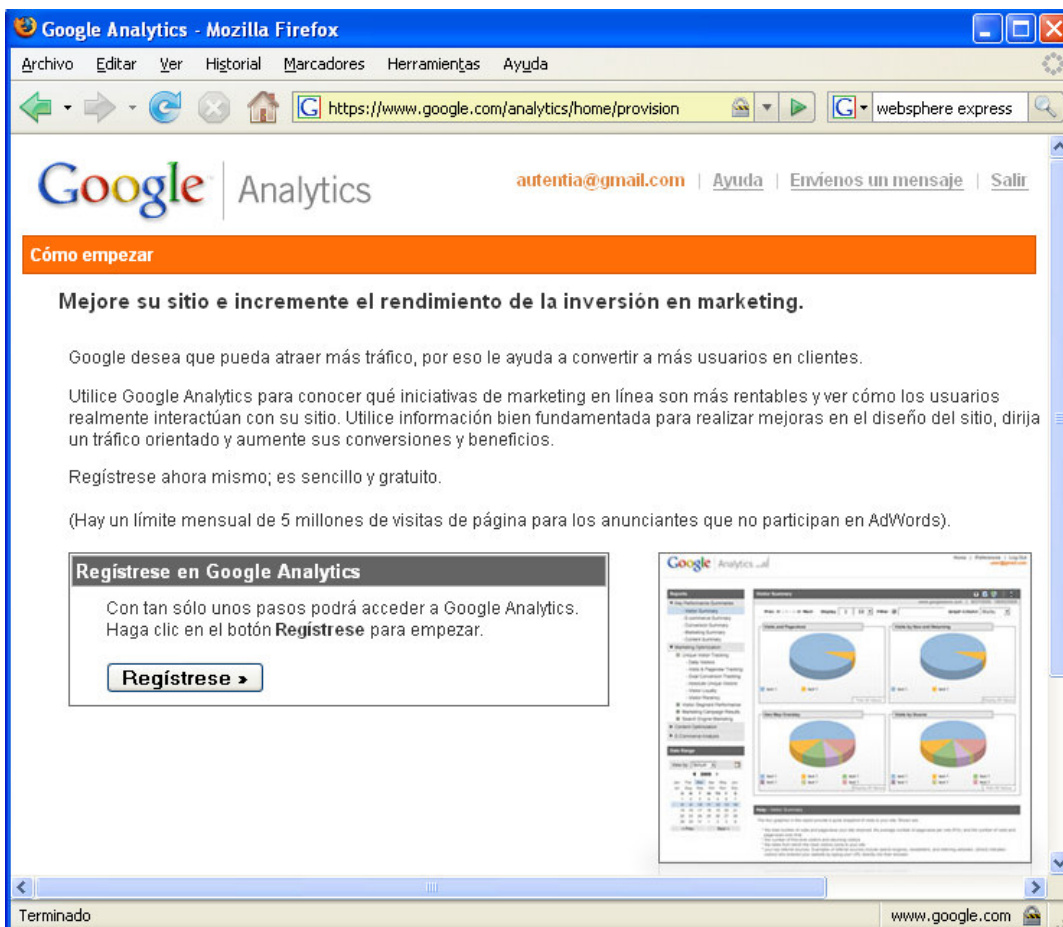 Google Analytics - Mozilla Firefox
Archivo Editar Ver Historial Marcadores Herramientas Ayuda
https://www.google.com/analytics/home/provision
websphere express
Google Analytics
autentia@gmail.com | Ayuda | Envíenos un mensaje | Salir
Cómo empezar
Mejore su sitio e incremente el rendimiento de la inversión en marketing.
Google desea que pueda atraer más tráfico, por eso le ayuda a convertir a más usuarios en clientes.
Utilice Google Analytics para conocer qué iniciativas de marketing en línea son más rentables y ver cómo los usuarios
realmente interactúan con su sitio. Utilice información bien fundamentada para realizar mejoras en el diseño del sitio, dirija
un tráfico orientado y aumente sus conversiones y beneficios.
Regístrese ahora mismo; es sencillo y gratuito.
(Hay un límite mensual de 5 millones de visitas de página para los anunciantes que no participan en AdWords).
Regístrese en Google Analytics
Con tan sólo unos pasos podrá acceder a Google Analytics.
Haga clic en el botón Regístrese para empezar.
Regístrese »
Google Analytics
Terminado
www.google.com